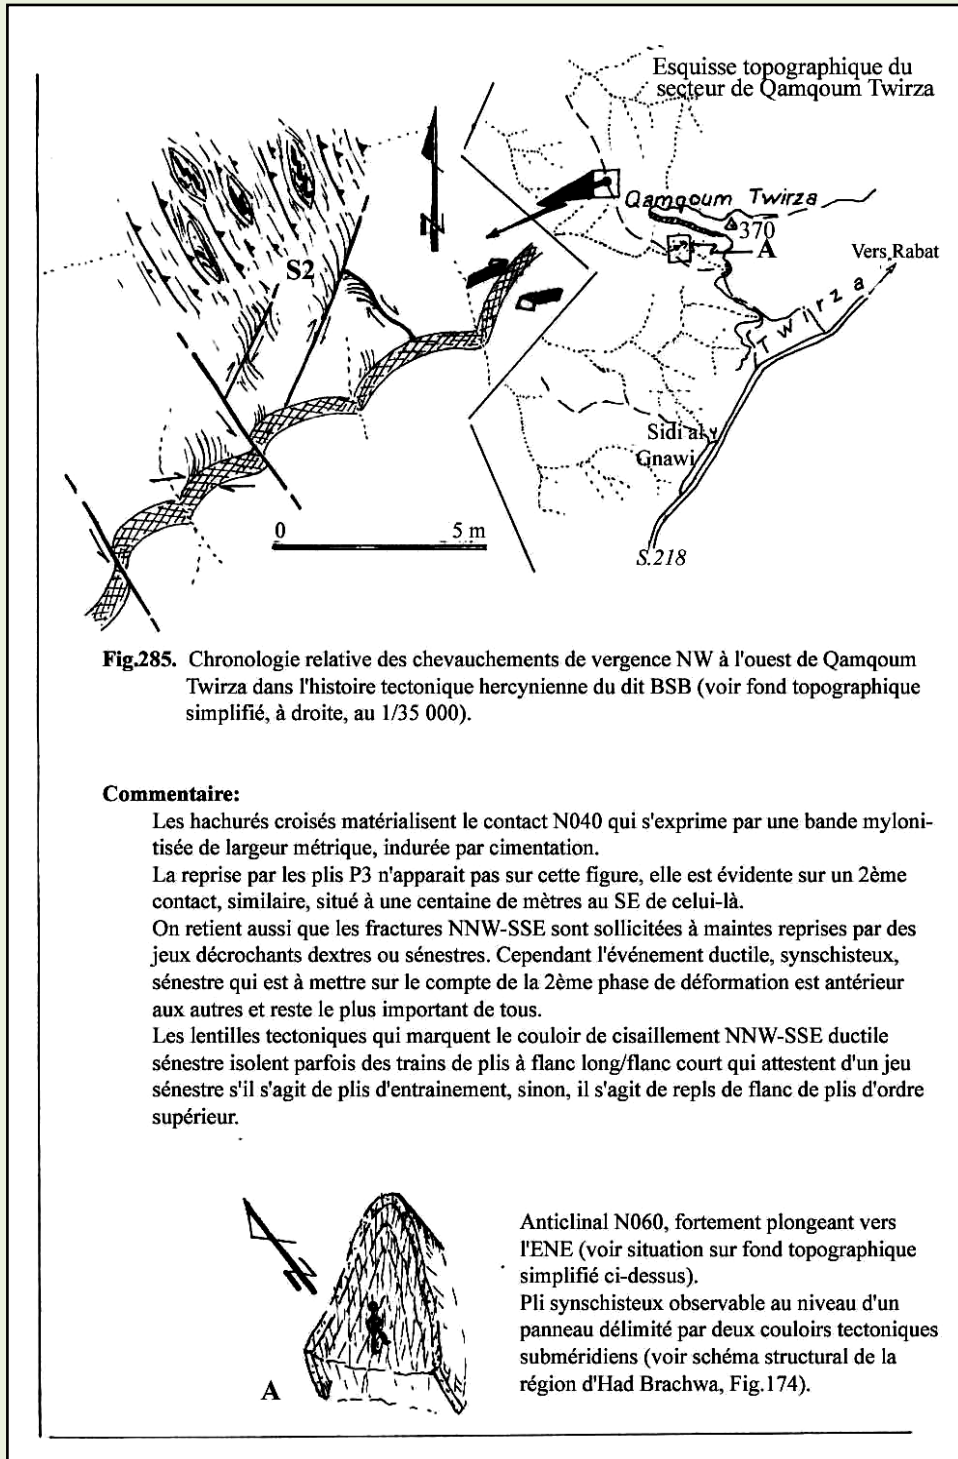 Esquisse topographique du
secteur de Qamqoum Twirza
Qamqoum Twirza
370
A
Vers Rabat
Twirza
S2
N
Sidi al
Gnawi
0 5 m
S.218
Fig.285. Chronologie relative des chevauchements de vergence NW à l'ouest de Qamqoum
Twirza dans l'histoire tectonique hercynienne du dit BSB (voir fond topographique
simplifié, à droite, au 1/35 000).
Commentaire:
Les hachurés croisés matérialisent le contact N040 qui s'exprime par une bande myloni-
tisée de largeur métrique, indurée par cimentation.
La reprise par les plis P3 n'apparait pas sur cette figure, elle est évidente sur un 2ème
contact, similaire, situé à une centaine de mètres au SE de celui-là.
On retient aussi que les fractures NNW-SSE sont sollicitées à maintes reprises par des
jeux décrochants dextres ou sénestres. Cependant l'événement ductile, synschisteux,
sénestre qui est à mettre sur le compte de la 2ème phase de déformation est antérieur
aux autres et reste le plus important de tous.
Les lentilles tectoniques qui marquent le couloir de cisaillement NNW-SSE ductile
sénestre isolent parfois des trains de plis à flanc long/flanc court qui attestent d'un jeu
sénestre s'il s'agit de plis d'entrainement, sinon, il s'agit de repls de flanc de plis d'ordre
supérieur.
N
A
Anticlinal N060, fortement plongeant vers
l'ENE (voir situation sur fond topographique
simplifié ci-dessus).
Pli synschisteux observable au niveau d'un
panneau délimité par deux couloirs tectoniques
subméridiens (voir schéma structural de la
région d'Had Brachwa, Fig.174).